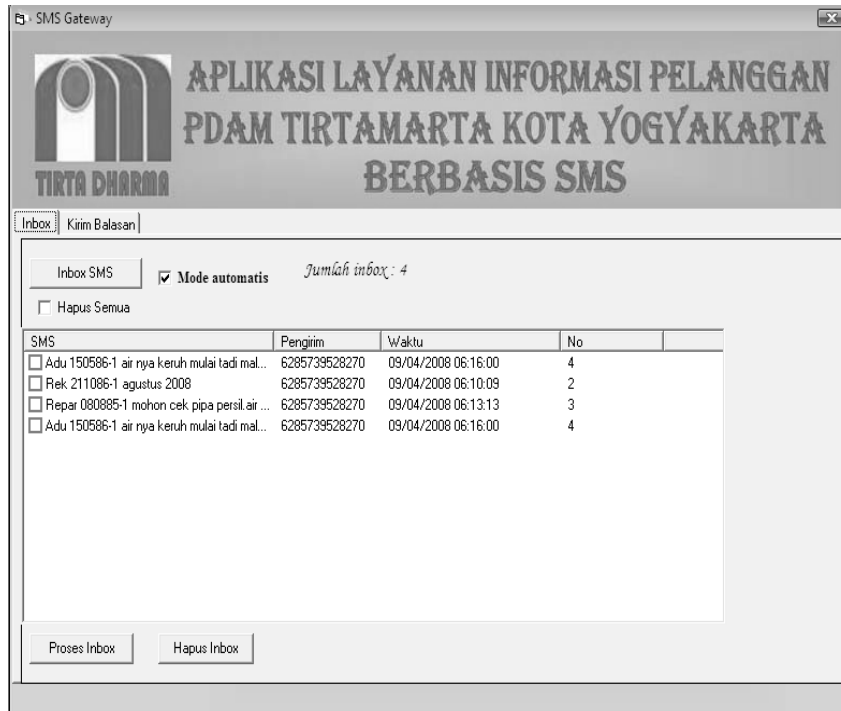 SMS Gateway
APLIKASI LAYANAN INFORMASI PELANGGAN
PDAM TIRTAMARTA KOTA YOGYAKARTA
BERBASIS SMS
TIRTA DHARMA
Inbox Kirim Balasan
Inbox SMS Mode automatis Jumlah inbox : 4
Hapus Semua
SMS Pengirim Waktu No
Adu 150586-1 air nya keruh mulai tadi mal... 6285739528270 09/04/2008 06:16:00 4
Rek 211086-1 agustus 2008 6285739528270 09/04/2008 06:10:09 2
Repar 080885-1 mohon cek pipa persil.air ... 6285739528270 09/04/2008 06:13:13 3
Adu 150586-1 air nya keruh mulai tadi mal... 6285739528270 09/04/2008 06:16:00 4
Proses Inbox Hapus Inbox